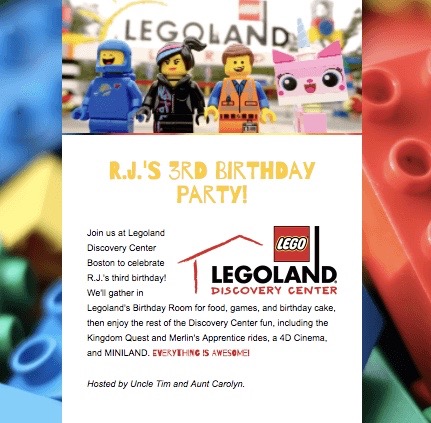 LEGOLAND
R.J.'S 3RD BIRTHDAY
PARTY!
Join us at Legoland
Discovery Center
Boston to celebrate
R.J.'s third birthday!
We'll gather in
LEGO
LEGOLAND
DISCOVERY CENTER
Legoland's Birthday Room for food, games, and birthday cake,
then enjoy the rest of the Discovery Center fun, including the
Kingdom Quest and Merlin's Apprentice rides, a 4D Cinema,
and MINILAND. EVERYTHING IS AWESOME!
Hosted by Uncle Tim and Aunt Carolyn.